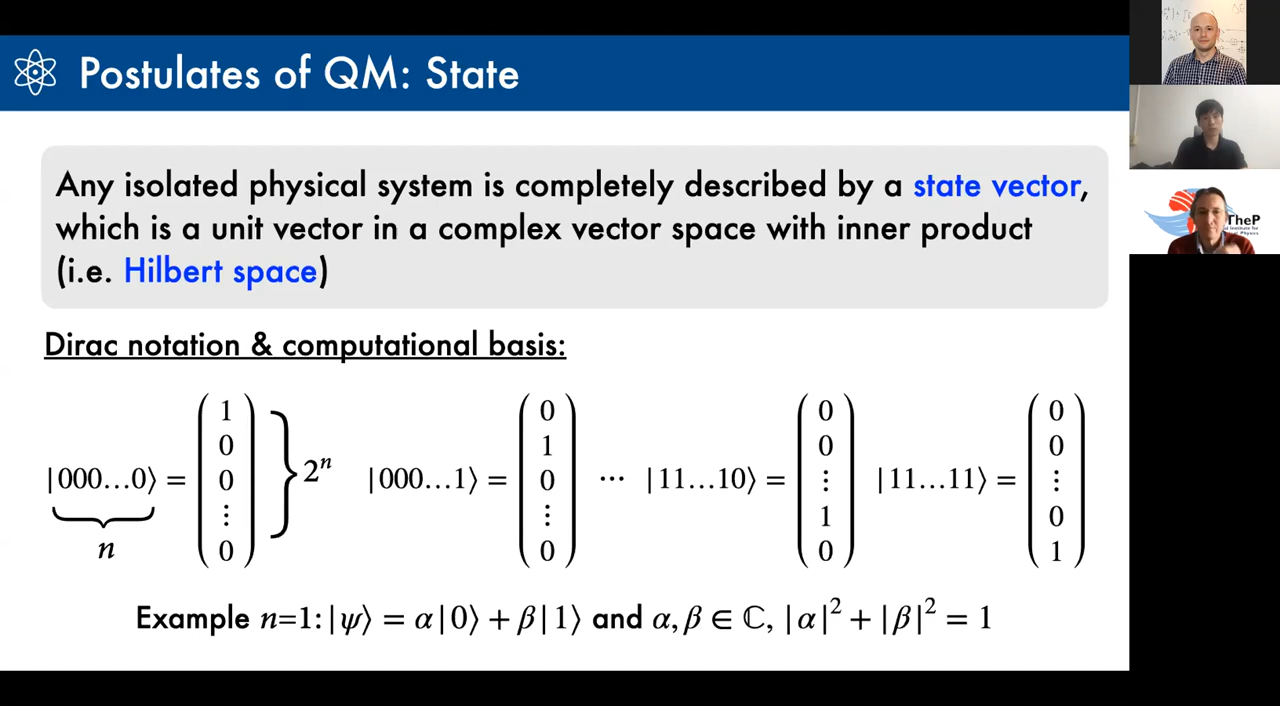 Postulates of QM: State
Any isolated physical system is completely described by a state vector,
which is a unit vector in a complex vector space with inner product
(i.e. Hilbert space)
Dirac notation & computational basis:
|000…0⟩ = ( 1 0 0 ⋮ 0 ) } 2ⁿ |000…1⟩ = ( 0 1 0 ⋮ 0 ) ⋯ |11…10⟩ = ( 0 0 ⋮ 1 0 ) |11…11⟩ = ( 0 0 ⋮ 0 1 )
n
Example n=1: |ψ⟩ = α|0⟩ + β|1⟩ and α, β ∈ ℂ, |α|² + |β|² = 1
TheP